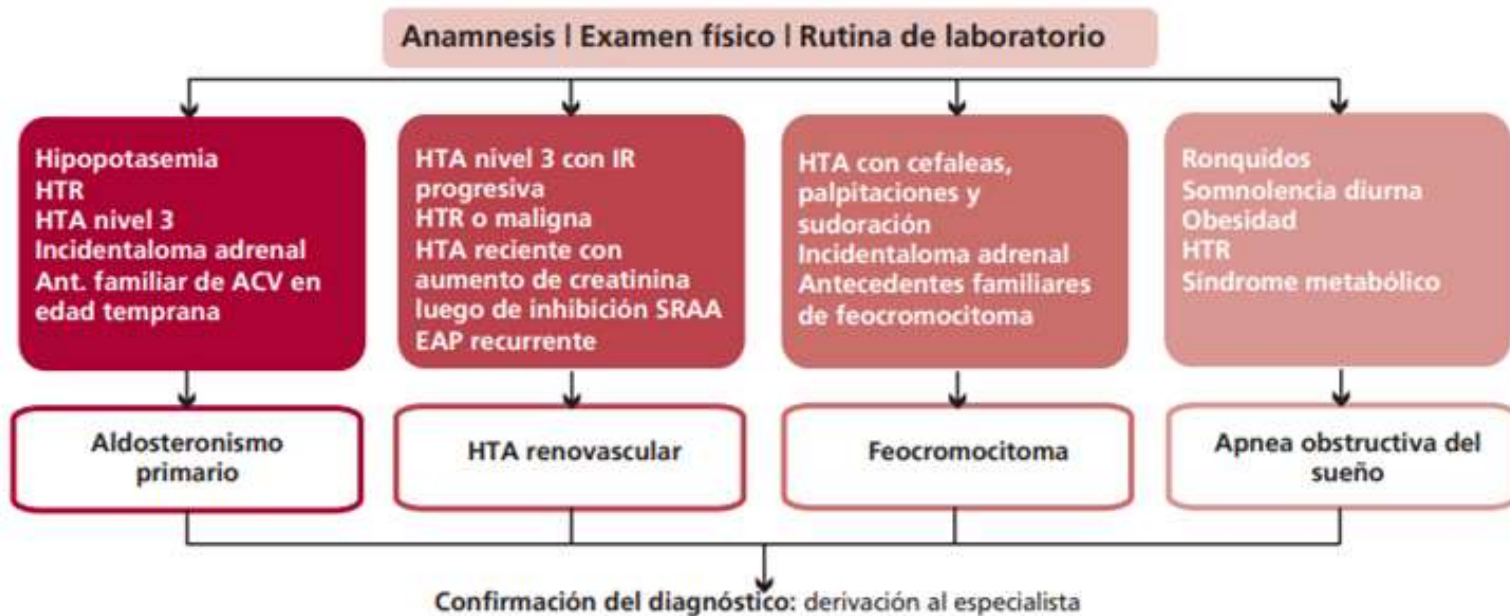 Anamnesis | Examen físico | Rutina de laboratorio
Hipopotasemia
HTR
HTA nivel 3
Incidentaloma adrenal
Ant. familiar de ACV en
edad temprana
HTA nivel 3 con IR
progresiva
HTR o maligna
HTA reciente con
aumento de creatinina
luego de inhibición SRAA
EAP recurrente
HTA con cefaleas,
palpitaciones y
sudoración
Incidentaloma adrenal
Antecedentes familiares
de feocromocitoma
Ronquidos
Somnolencia diurna
Obesidad
HTR
Síndrome metabólico
Aldosteronismo
primario
HTA renovascular
Feocromocitoma
Apnea obstructiva del
sueño
Confirmación del diagnóstico: derivación al especialista